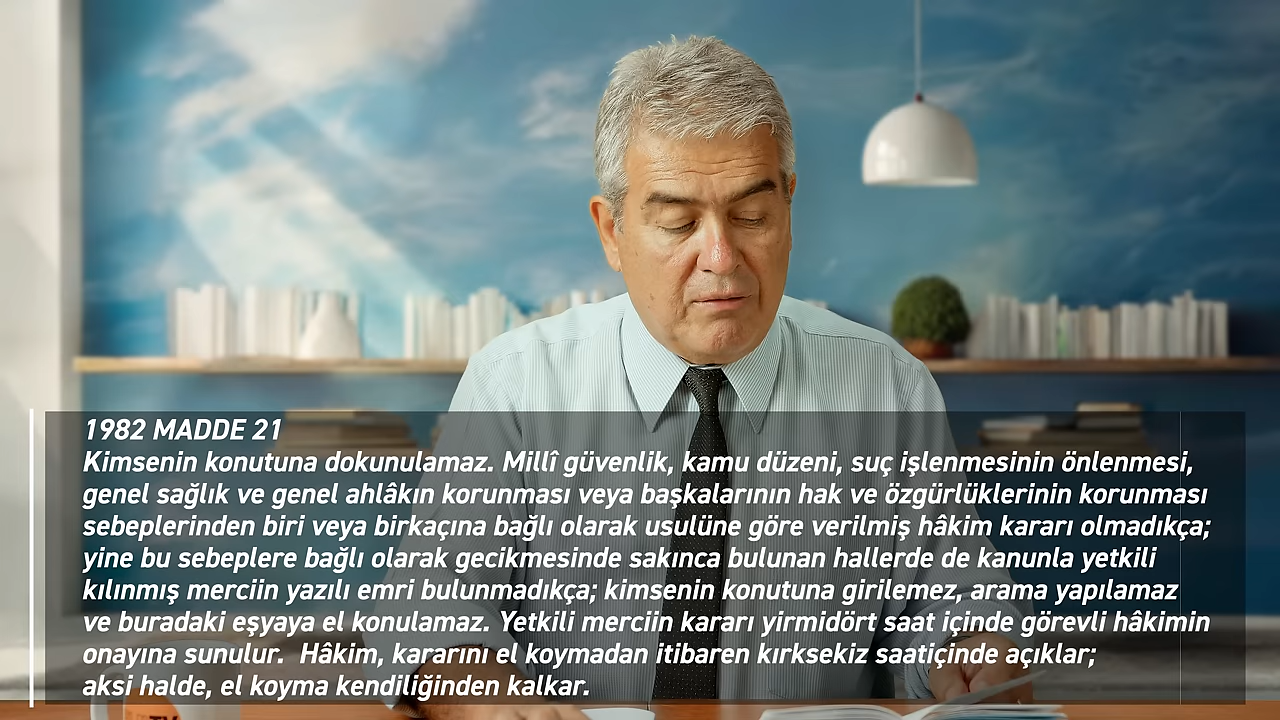 1982 MADDE 21
Kimsenin konutuna dokunulamaz. Millî güvenlik, kamu düzeni, suç işlenmesinin önlenmesi,
genel sağlık ve genel ahlâkın korunması veya başkalarının hak ve özgürlüklerinin korunması
sebeplerinden biri veya birkaçına bağlı olarak usulüne göre verilmiş hâkim kararı olmadıkça;
yine bu sebeplere bağlı olarak gecikmesinde sakınca bulunan hallerde de kanunla yetkili
kılınmış merciin yazılı emri bulunmadıkça; kimsenin konutuna girilemez, arama yapılamaz
ve buradaki eşyaya el konulamaz. Yetkili merciin kararı yirmidört saat içinde görevli hâkimin
onayına sunulur.  Hâkim, kararını el koymadan itibaren kırksekiz saatiçinde açıklar;
aksi halde, el koyma kendiliğinden kalkar.